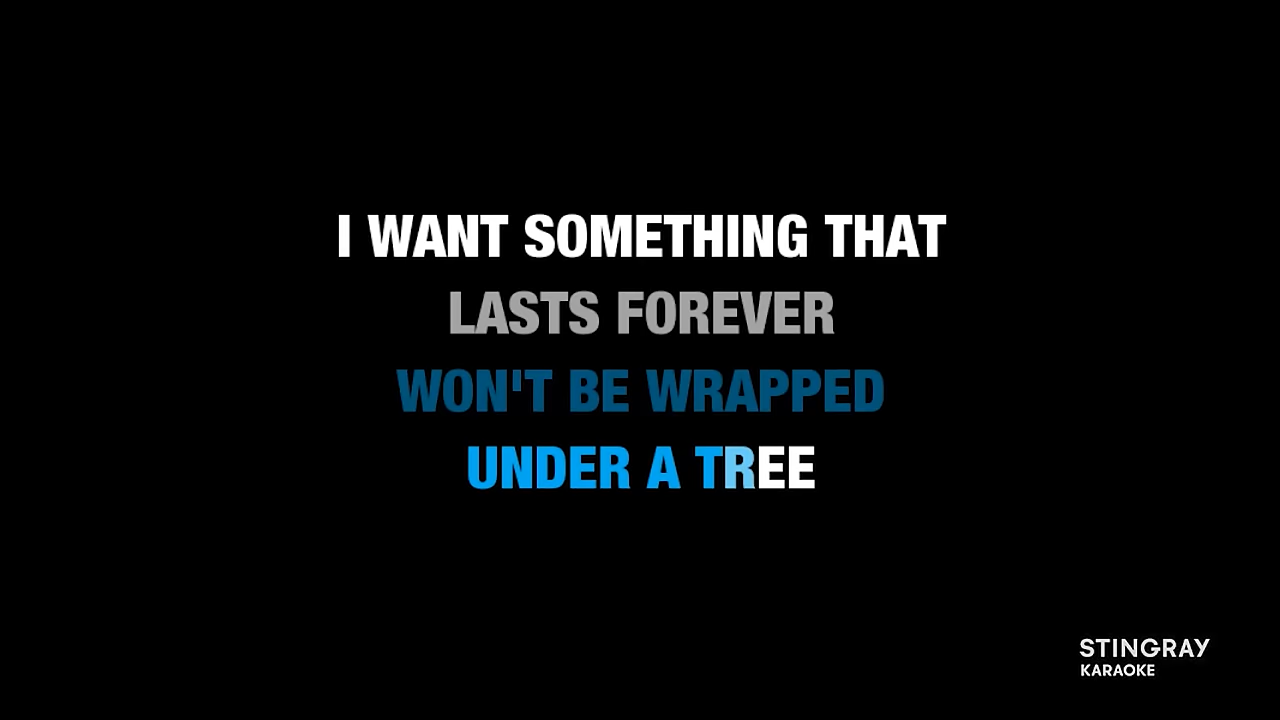 I WANT SOMETHING THAT
LASTS FOREVER
WON'T BE WRAPPED
UNDER A TREE
STINGRAY
KARAOKE